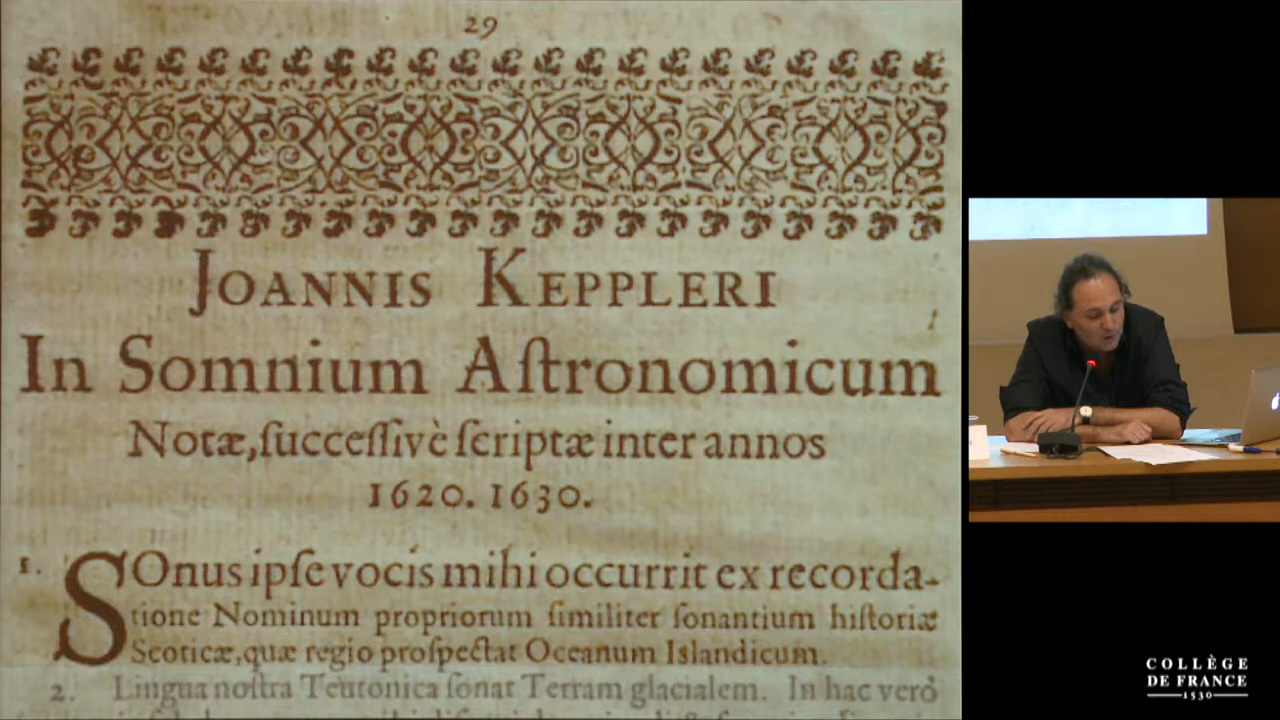 29
JOANNIS KEPPLERI
In Somnium Aſtronomicum
Notæ, ſucceſſivè ſcriptæ inter annos
1620. 1630.
1. SOnus ipſe vocis mihi occurrit ex recorda-
tione Nominum propriorum ſimiliter ſonantium hiſtoriæ
Scoticæ, quæ regio proſpectat Oceanum Islandicum.
2. Lingua noſtra Teutonica ſonat Terram glacialem. In hac verò
COLLÈGE
DE FRANCE
1530